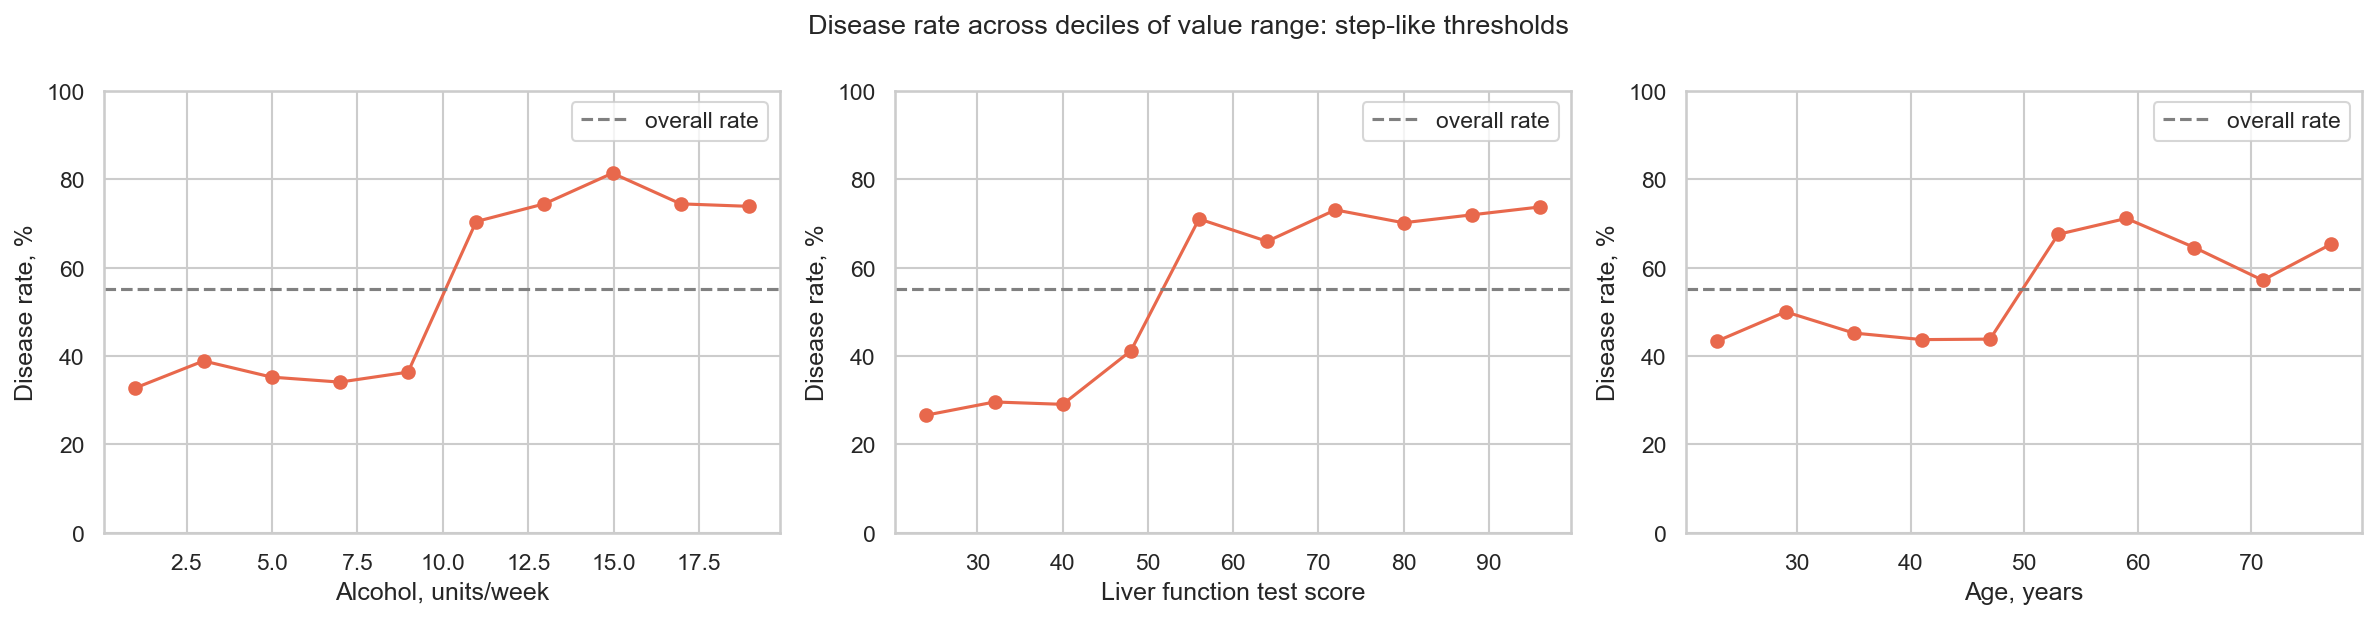 Disease rate across deciles of value range: step-like thresholds
Disease rate, %
100
80
60
40
20
0
overall rate
2.5 5.0 7.5 10.0 12.5 15.0 17.5
Alcohol, units/week
Disease rate, %
100
80
60
40
20
0
overall rate
30 40 50 60 70 80 90
Liver function test score
Disease rate, %
100
80
60
40
20
0
overall rate
30 40 50 60 70
Age, years